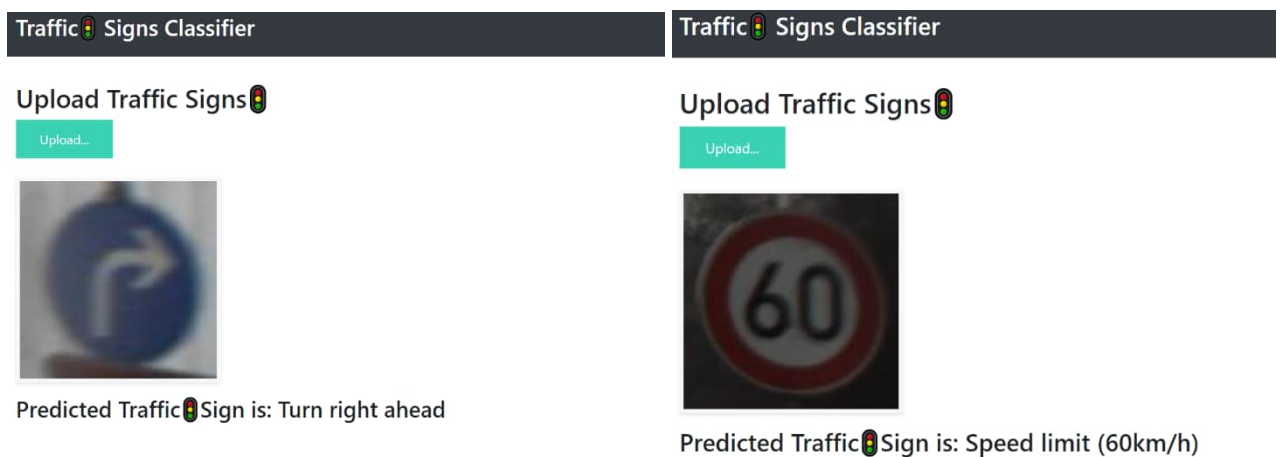 Traffic🚦 Signs Classifier
Upload Traffic Signs🚦
Upload...
Predicted Traffic🚦Sign is: Turn right ahead
Traffic🚦 Signs Classifier
Upload Traffic Signs🚦
Upload...
60
Predicted Traffic🚦Sign is: Speed limit (60km/h)